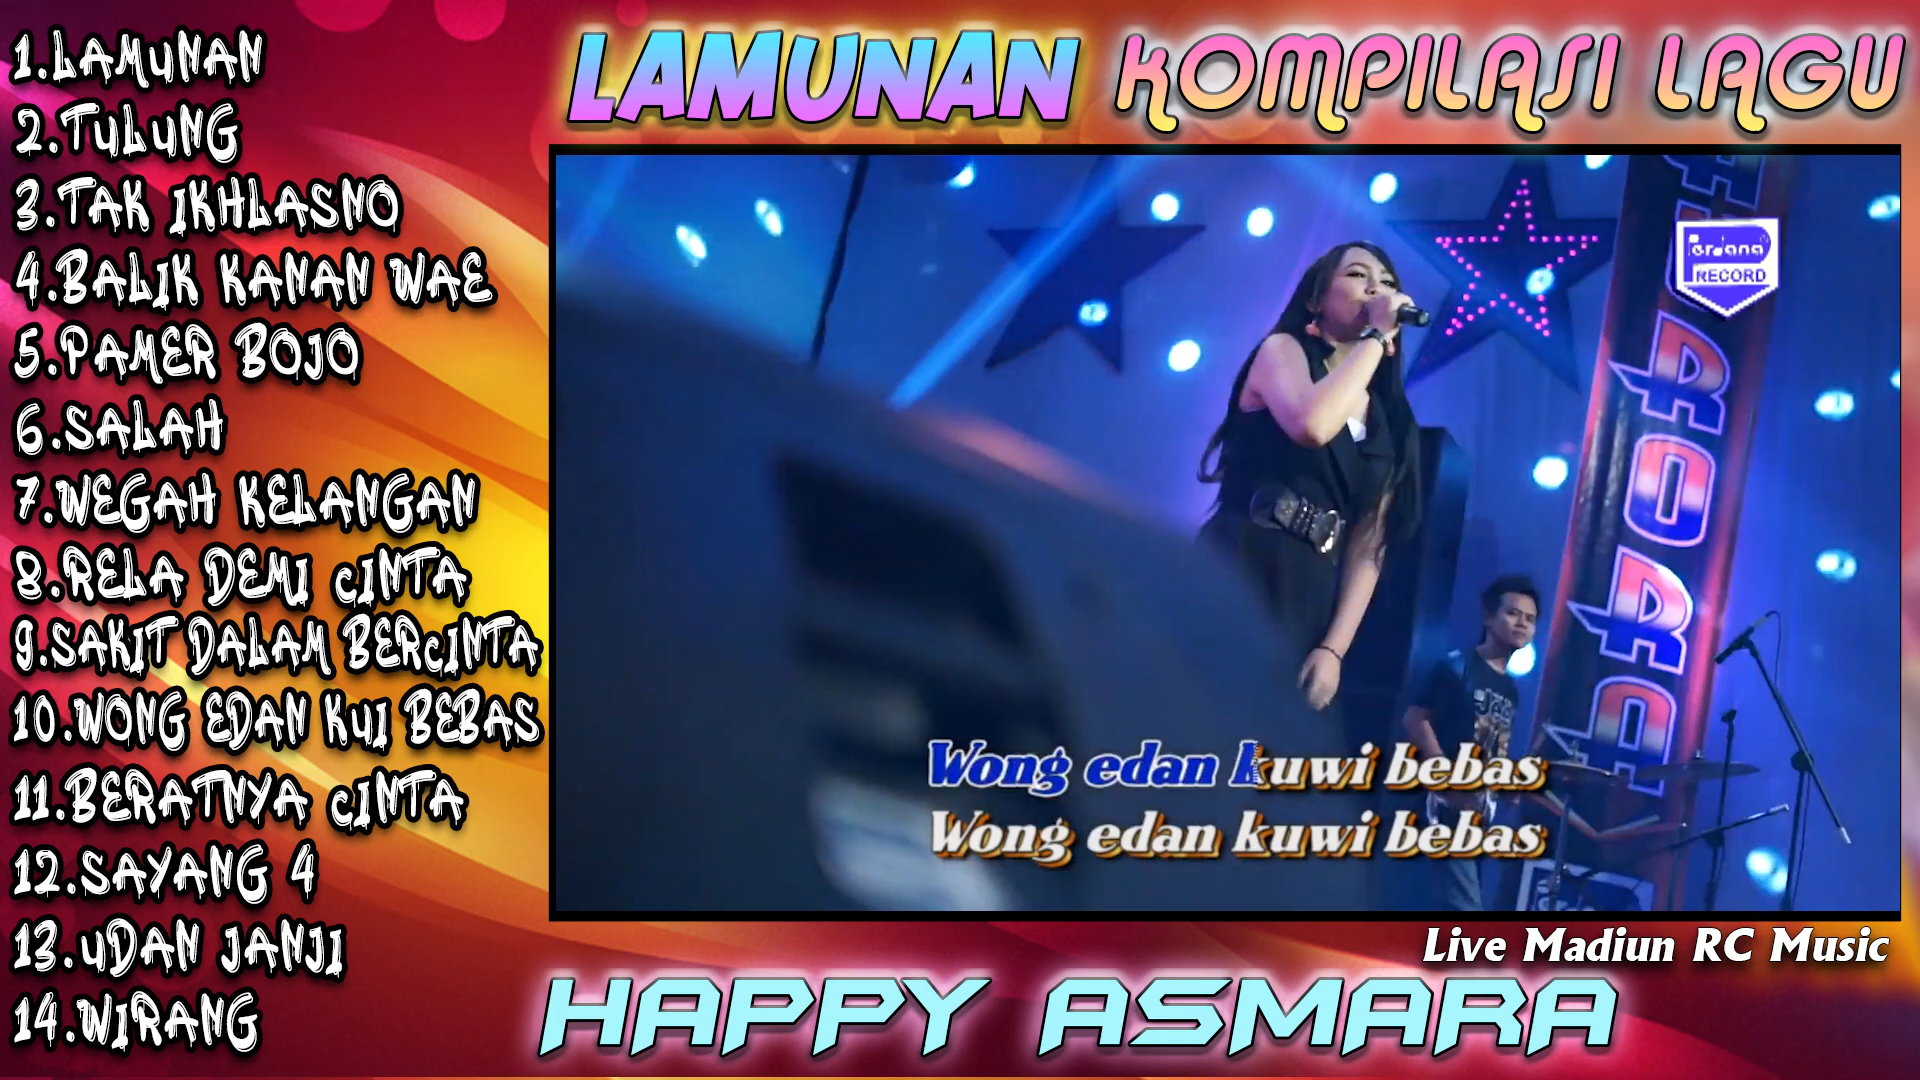 1.LAMUNAN
2.TULUNG
3.TAK IKHLASNO
4.BALIK KANAN WAE
5.PAMER BOJO
6.SALAH
7.WEGAH KELANGAN
8.RELA DEMI CINTA
9.SAKIT DALAM BERCINTA
10.WONG EDAN KUI BEBAS
11.BERATNYA CINTA
12.SAYANG 4
13.UDAN JANJI
14.WIRANG
LAMUNAN KOMPILASI LAGU
Perdana
RECORD
AURORA
Wong edan kuwi bebas
Wong edan kuwi bebas
Live Madiun RC Music
HAPPY ASMARA